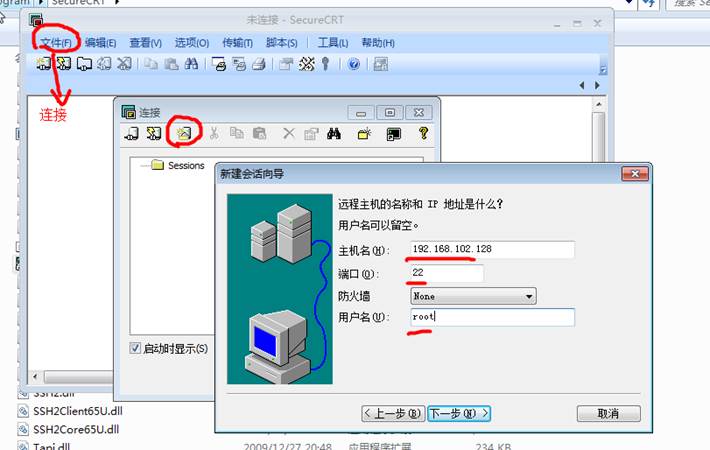 SecureCRT
搜索 Sec
未连接 - SecureCRT
文件(F) 编辑(E) 查看(V) 选项(O) 传输(T) 脚本(S) 工具(L) 帮助(H)
连接
连接
Sessions
新建会话向导
远程主机的名称和 IP 地址是什么?
用户名可以留空。
主机名(H): 192.168.102.128
端口(O): 22
防火墙 None
用户名(U): root
启动时显示(S)
< 上一步(B) 下一步(N) > 取消
SSH2.dll
SSH2Client65U.dll
SSH2Core65U.dll
Tapi.dll 2009/12/27 20:48 应用程序扩展 234 KB